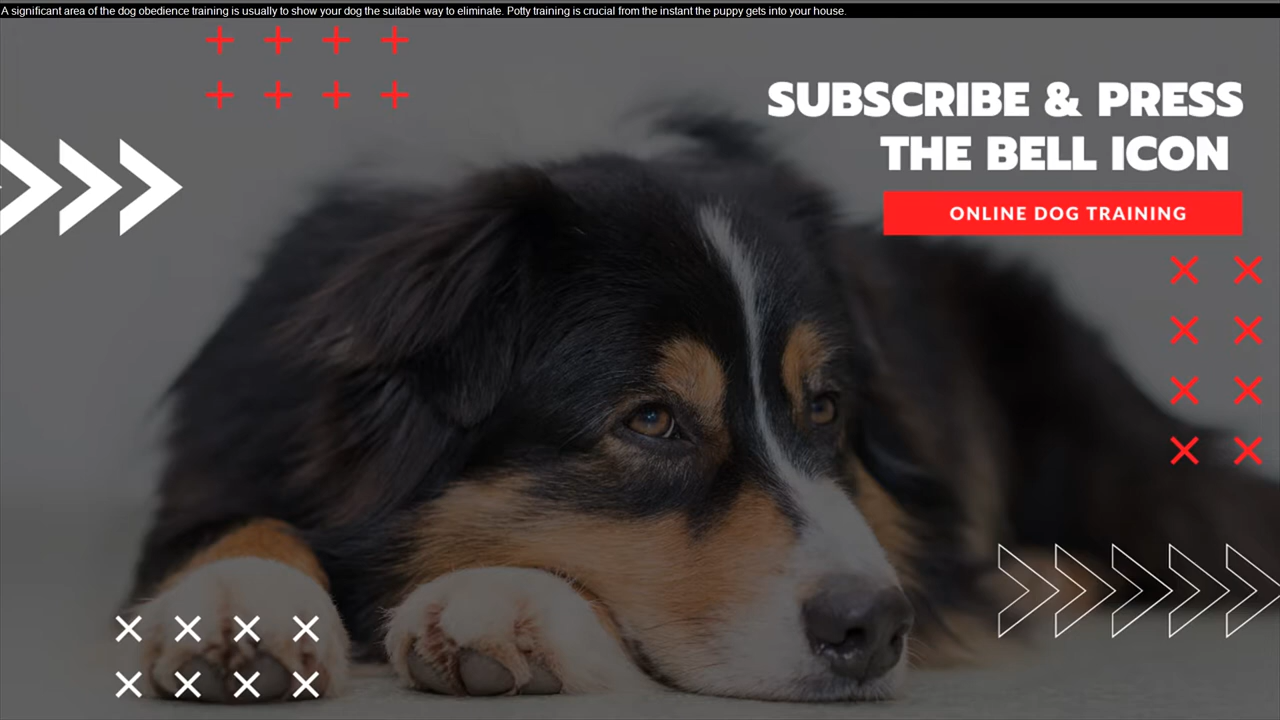 A significant area of the dog obedience training is usually to show your dog the suitable way to eliminate. Potty training is crucial from the instant the puppy gets into your house.
SUBSCRIBE & PRESS
THE BELL ICON
ONLINE DOG TRAINING